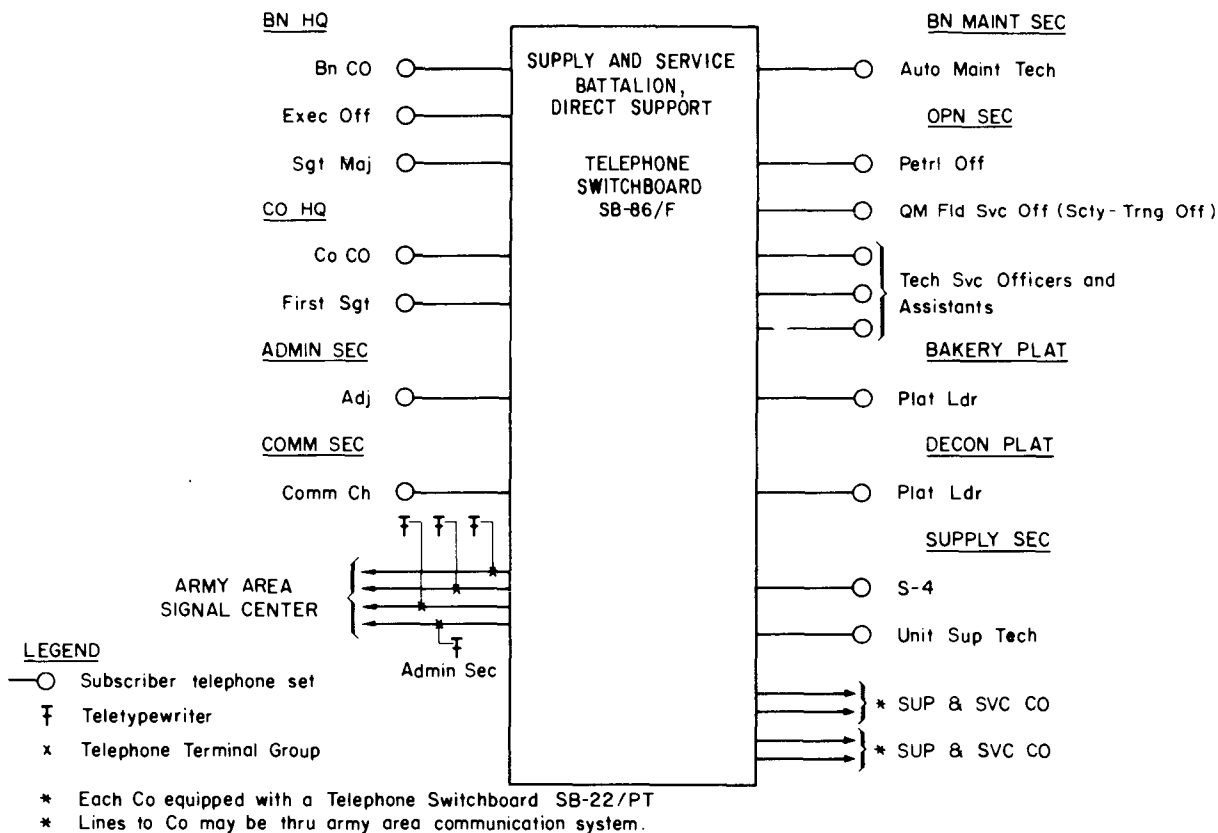 BN HQ
Bn CO
Exec Off
Sgt Maj
CO HQ
Co CO
First Sgt
ADMIN SEC
Adj
COMM SEC
Comm Ch
ARMY AREA
SIGNAL CENTER
Admin Sec
SUPPLY AND SERVICE
BATTALION,
DIRECT SUPPORT
TELEPHONE
SWITCHBOARD
SB-86/F
BN MAINT SEC
Auto Maint Tech
OPN SEC
Petrl Off
QM Fld Svc Off (Scty-Trng Off)
Tech Svc Officers and
Assistants
BAKERY PLAT
Plat Ldr
DECON PLAT
Plat Ldr
SUPPLY SEC
S-4
Unit Sup Tech
* SUP & SVC CO
* SUP & SVC CO
LEGEND
Subscriber telephone set
Teletypewriter
x Telephone Terminal Group
* Each Co equipped with a Telephone Switchboard SB-22/PT
* Lines to Co may be thru army area communication system.